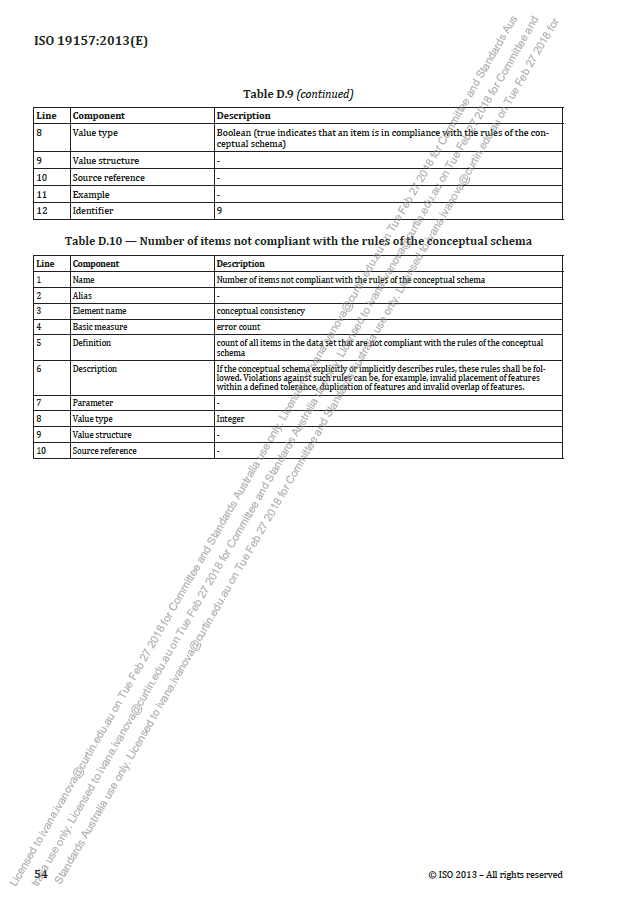 ISO 19157:2013(E)
Table D.9 (continued)
Line Component Description
8 Value type Boolean (true indicates that an item is in compliance with the rules of the con-
ceptual schema)
9 Value structure -
10 Source reference -
11 Example -
12 Identifier 9
Table D.10 — Number of items not compliant with the rules of the conceptual schema
Line Component Description
1 Name Number of items not compliant with the rules of the conceptual schema
2 Alias -
3 Element name conceptual consistency
4 Basic measure error count
5 Definition count of all items in the data set that are not compliant with the rules of the conceptual
schema
6 Description If the conceptual schema explicitly or implicitly describes rules, these rules shall be fol-
lowed. Violations against such rules can be, for example, invalid placement of features
within a defined tolerance, duplication of features and invalid overlap of features.
7 Parameter -
8 Value type Integer
9 Value structure -
10 Source reference -
Licensed to ivana.ivanova@curtin.edu.au on Tue Feb 27 2018 for Committee and Standards Australia use only. Licensed to ivana.ivanova@curtin.edu.au on Tue Feb 27 2018 for Committee and Standards Aus
tralia use only. Licensed to ivana.ivanova@curtin.edu.au on Tue Feb 27 2018 for Committee and Standards Australia use only. Licensed to ivana.ivanova@curtin.edu.au on Tue Feb 27 2018 for Committee and
Standards Australia use only. Licensed to ivana.ivanova@curtin.edu.au on Tue Feb 27 2018 for Committee and Standards Australia use only. Licensed to ivana.ivanova@curtin.edu.au on Tue Feb 27 2018 for
54 © ISO 2013 – All rights reserved